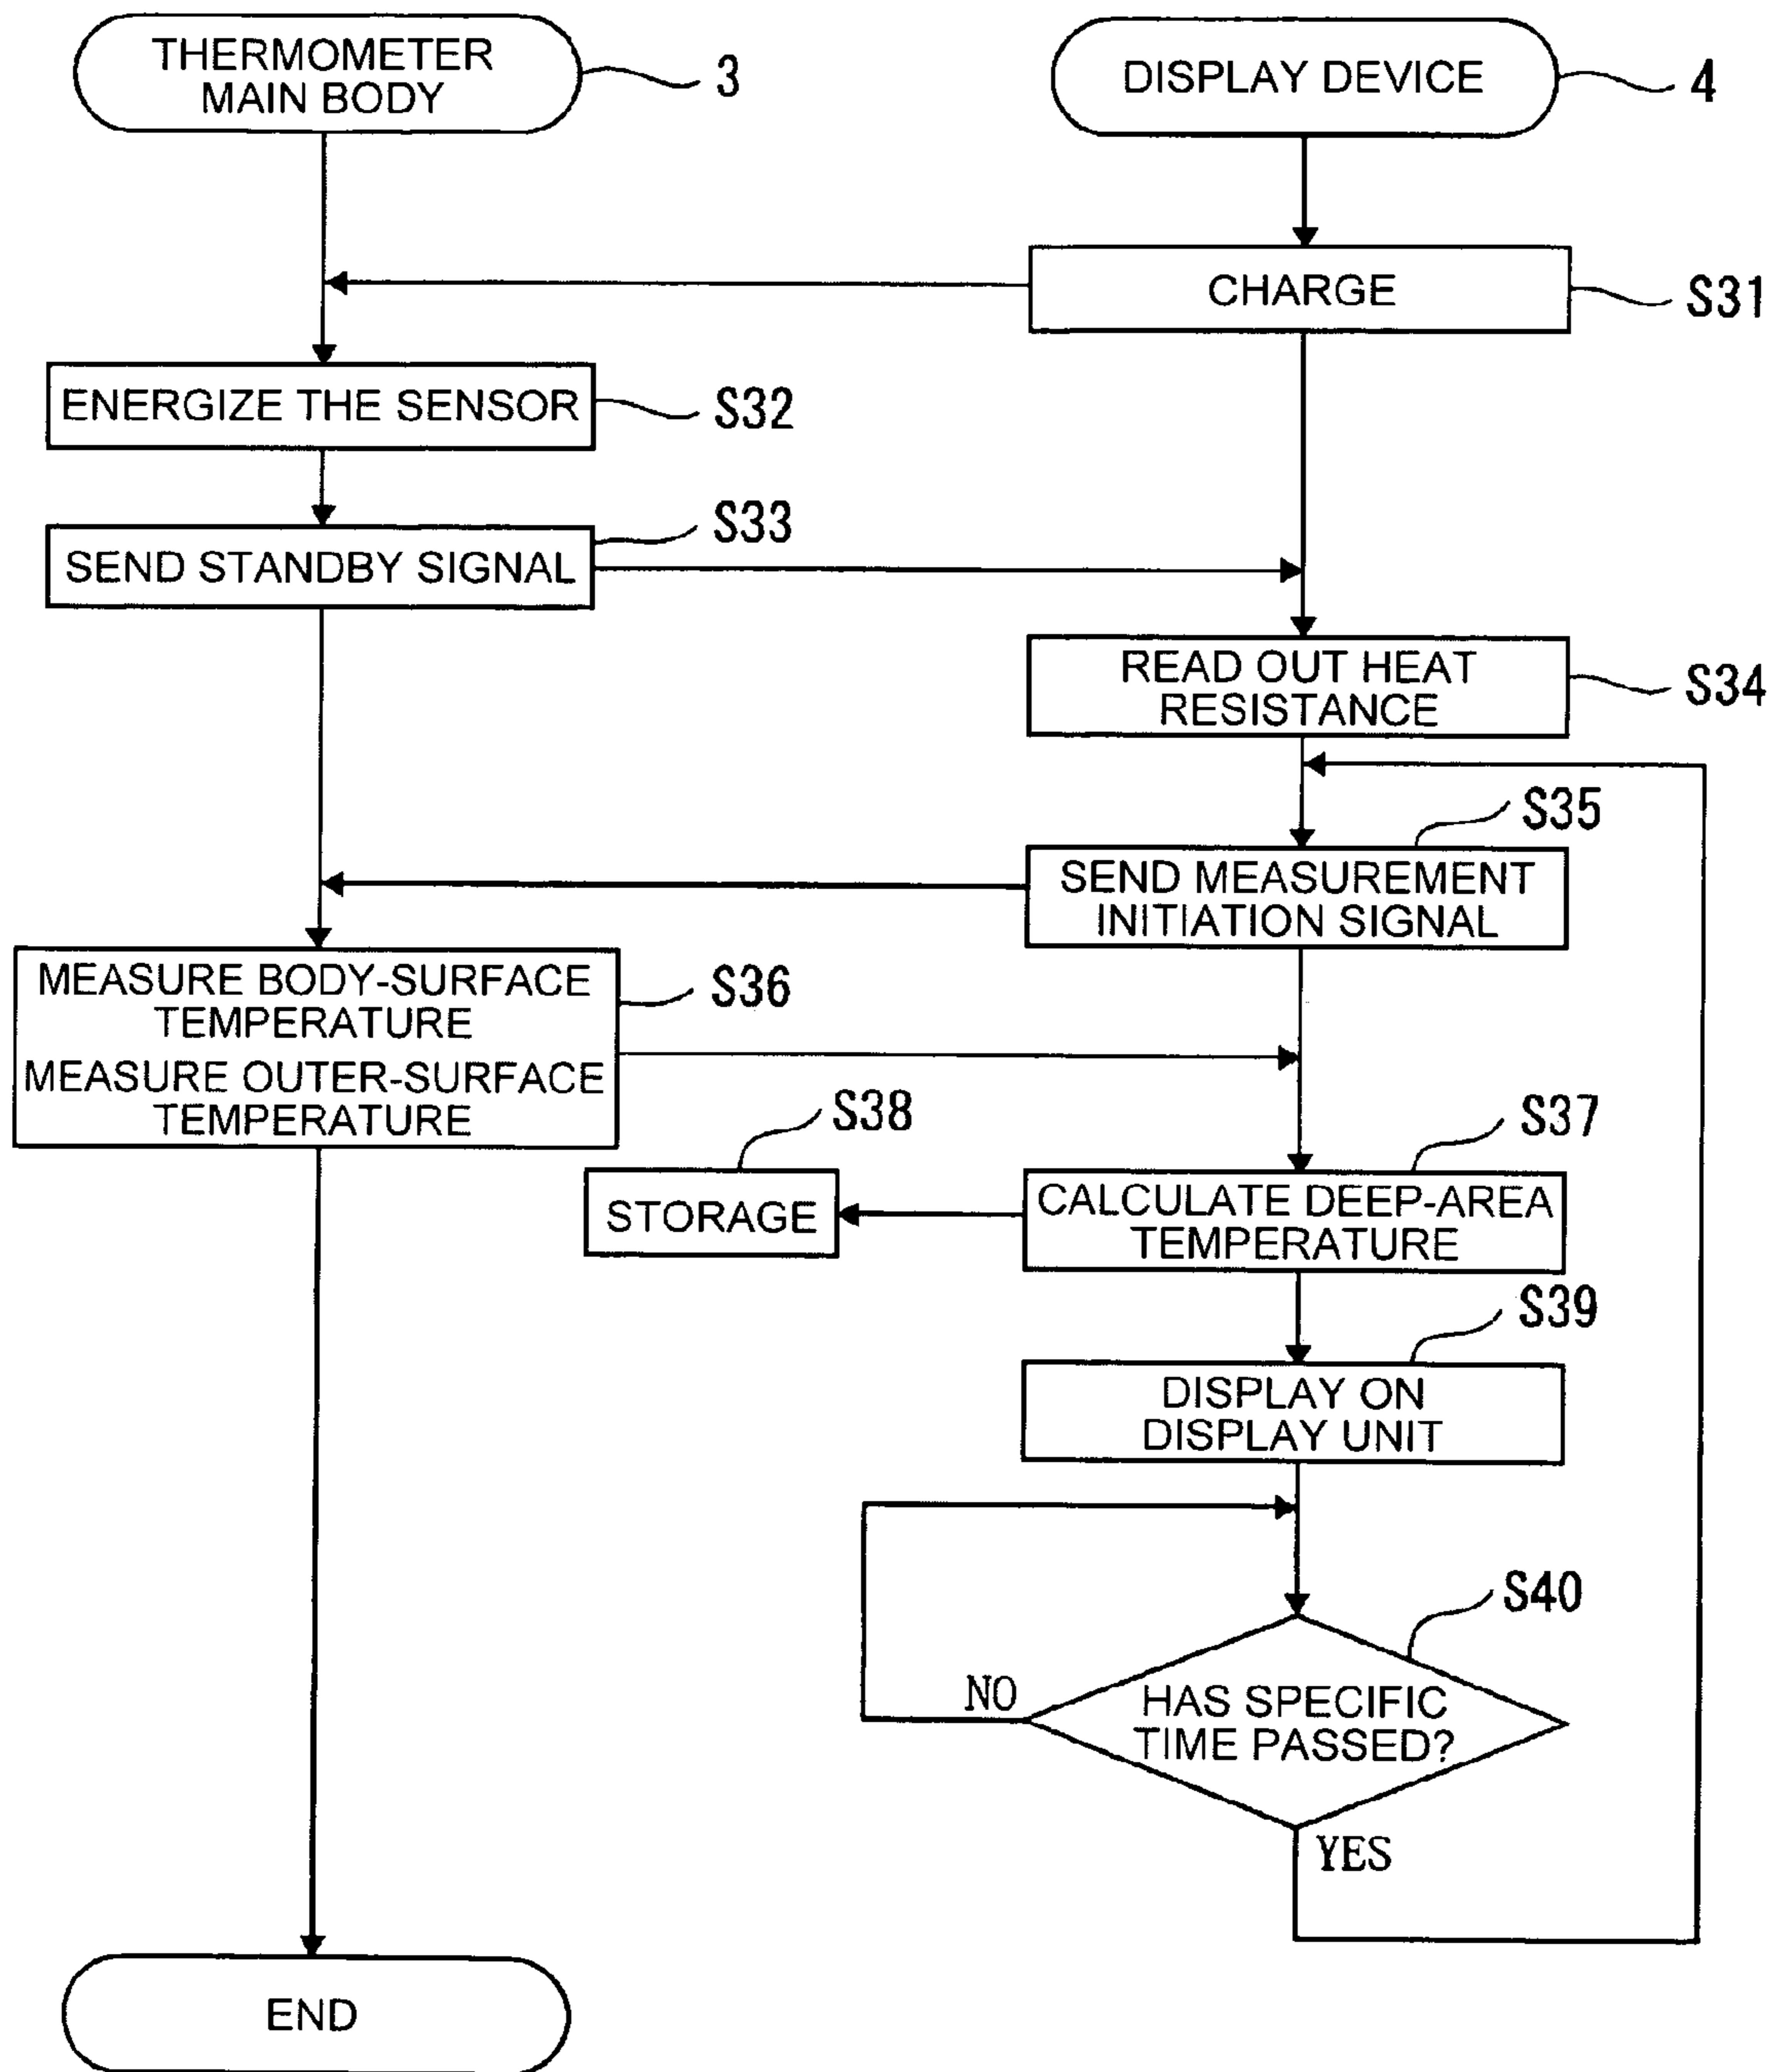 THERMOMETER
MAIN BODY
3
DISPLAY DEVICE
4
CHARGE
S31
ENERGIZE THE SENSOR
S32
SEND STANDBY SIGNAL
S33
READ OUT HEAT
RESISTANCE
S34
SEND MEASUREMENT
INITIATION SIGNAL
S35
MEASURE BODY-SURFACE
TEMPERATURE
MEASURE OUTER-SURFACE
TEMPERATURE
S36
CALCULATE DEEP-AREA
TEMPERATURE
S37
STORAGE
S38
DISPLAY ON
DISPLAY UNIT
S39
HAS SPECIFIC
TIME PASSED?
S40
NO
YES
END